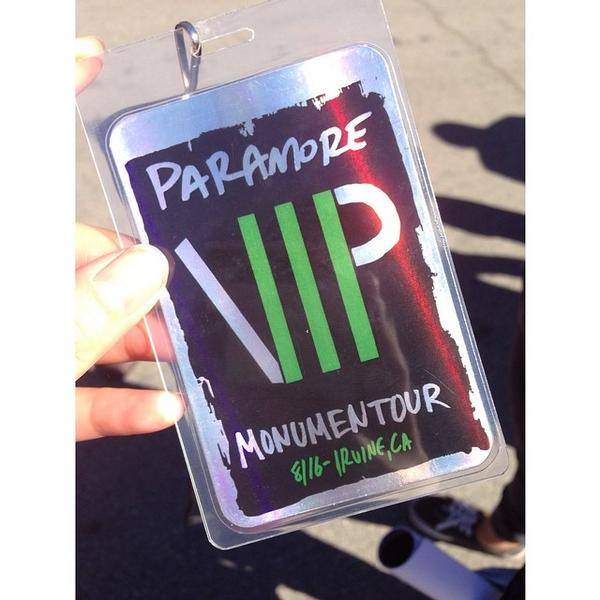 PARAMORE
VIP
MONUMENTOUR
8/16- IRVINE, CA